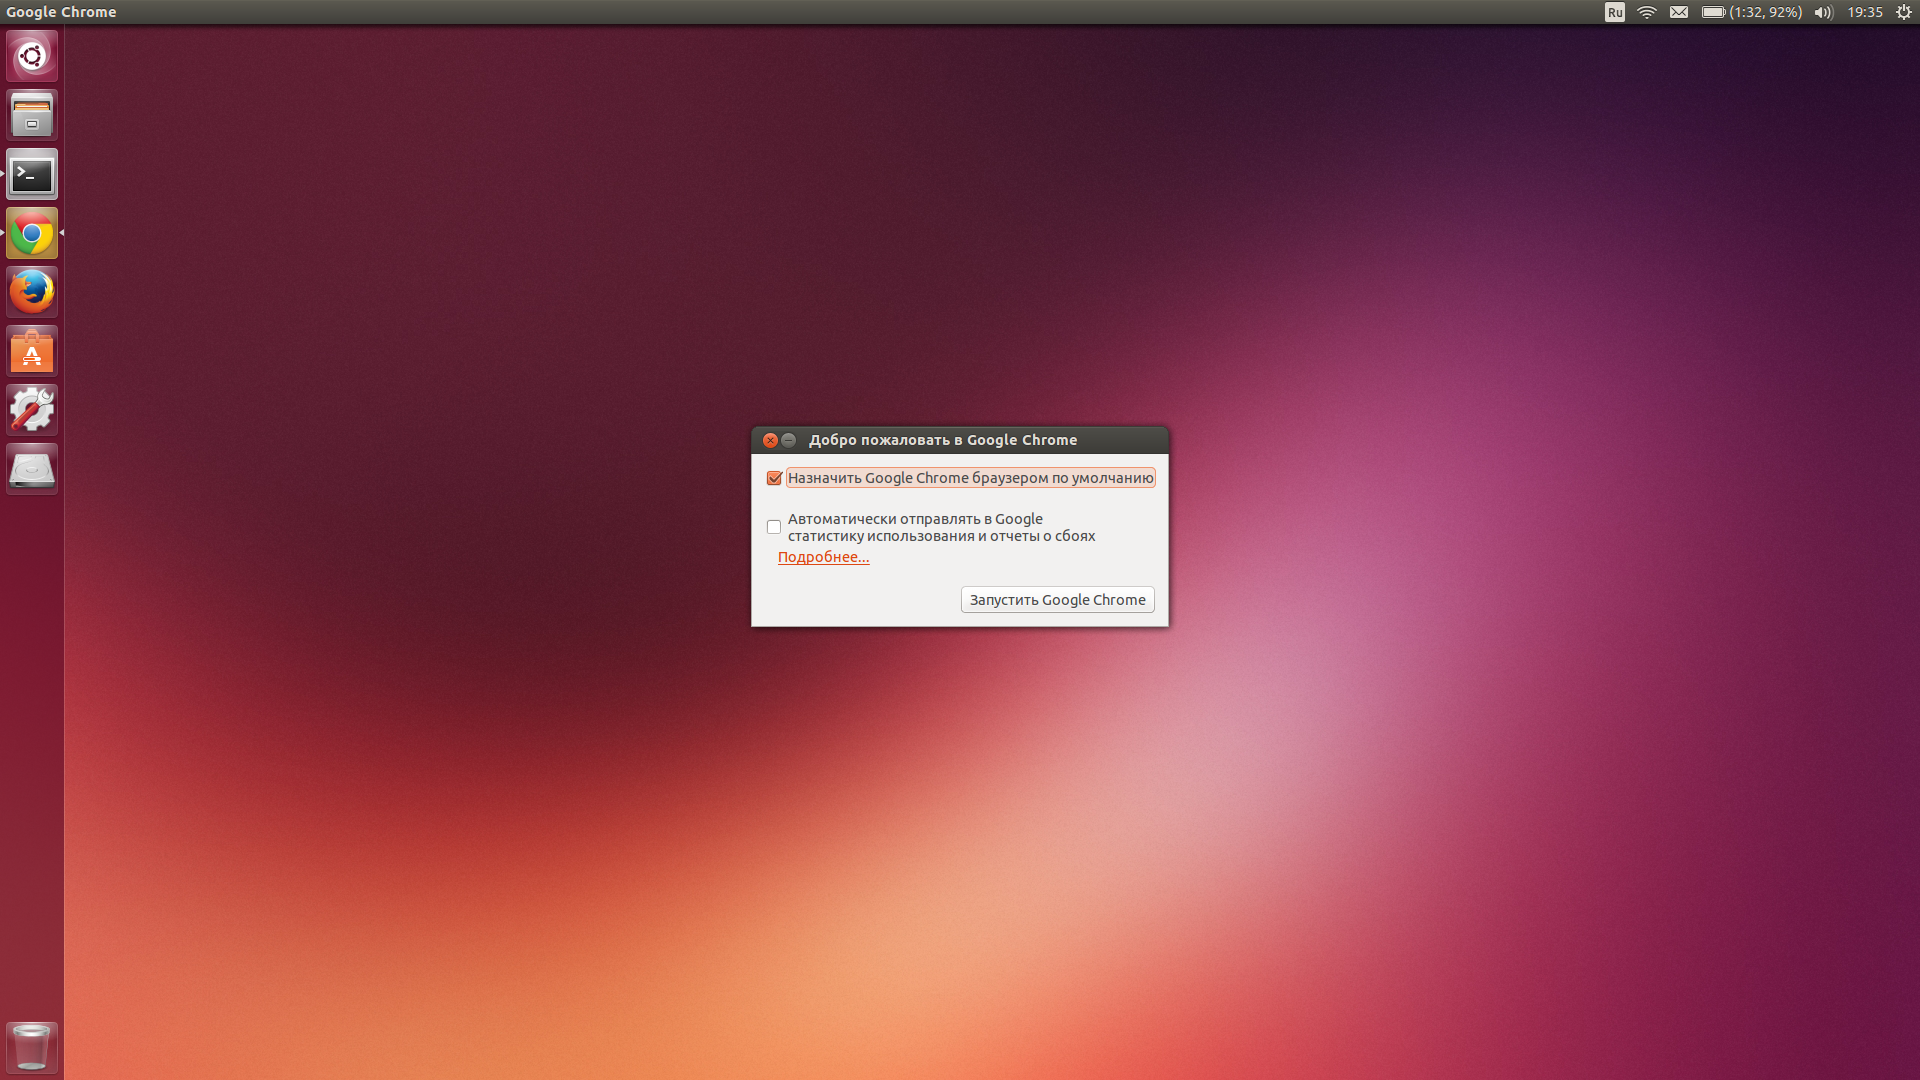 Google Chrome
Ru
(1:32, 92%)
19:35
Добро пожаловать в Google Chrome
Назначить Google Chrome браузером по умолчанию
Автоматически отправлять в Google
статистику использования и отчеты о сбоях
Подробнее...
Запустить Google Chrome